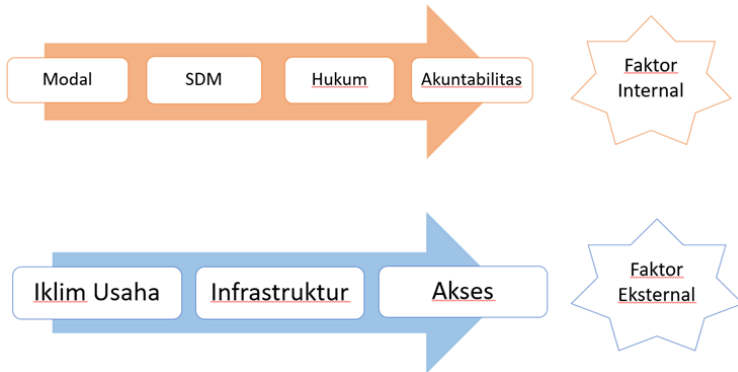 Modal
SDM
Hukum
Akuntabilitas
Faktor
Internal
Iklim Usaha
Infrastruktur
Akses
Faktor
Eksternal